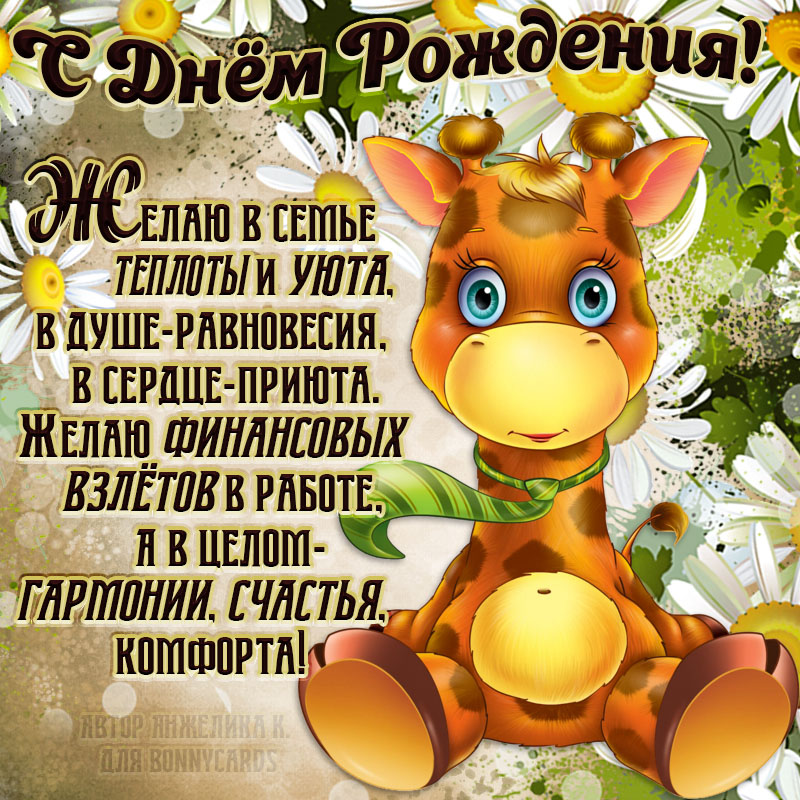 С Днём Рождения!
Желаю в семье
теплоты и уюта,
в душе-равновесия,
в сердце-приюта.
Желаю финансовых
взлётов в работе,
а в целом-
гармонии, счастья,
комфорта!
Автор Анжелика К.
для BonnyCards